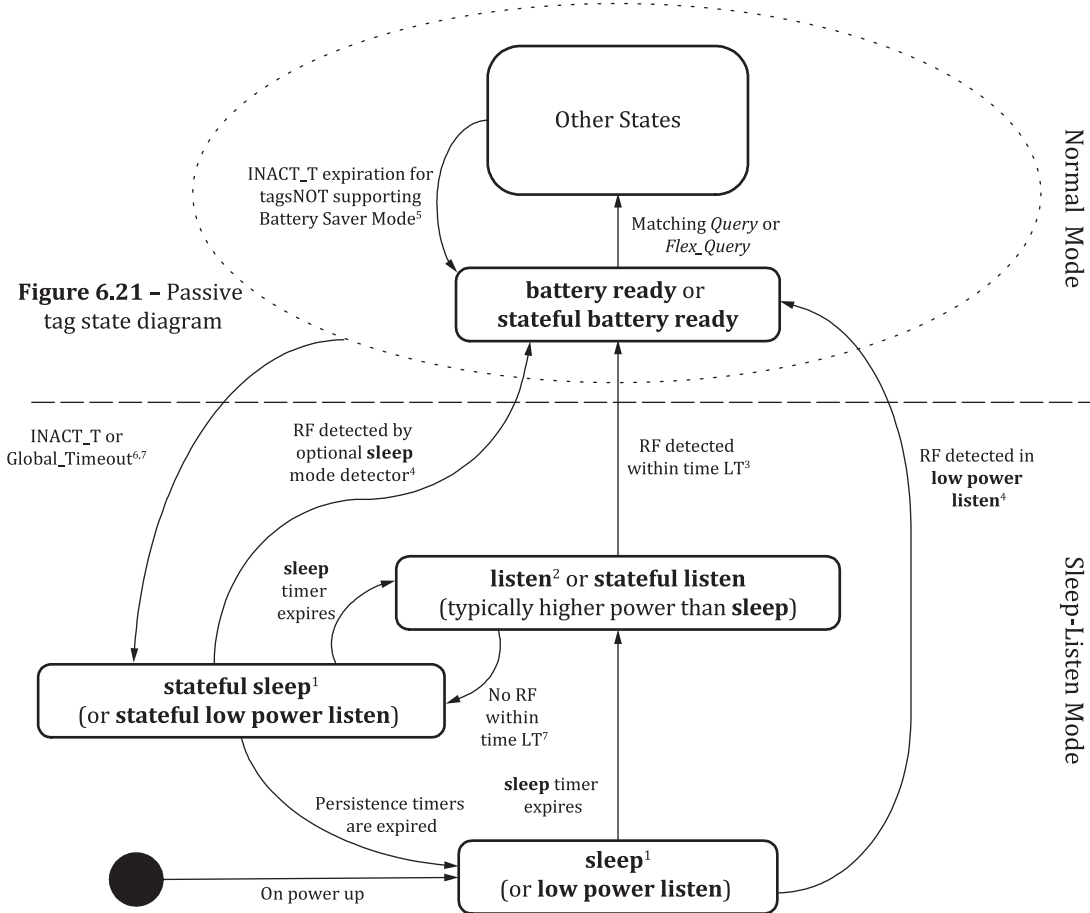 Other States
INACT_T expiration for
tagsNOT supporting
Battery Saver Mode⁵
Matching Query or
Flex_Query
Normal Mode
Figure 6.21 – Passive
tag state diagram
battery ready or
stateful battery ready
INACT_T or
Global_Timeout⁶,⁷
RF detected by
optional sleep
mode detector⁴
RF detected
within time LT³
RF detected in
low power
listen⁴
sleep
timer
expires
listen² or stateful listen
(typically higher power than sleep)
Sleep-Listen Mode
stateful sleep¹
(or stateful low power listen)
No RF
within
time LT⁷
sleep timer
expires
Persistence timers
are expired
sleep¹
(or low power listen)
On power up